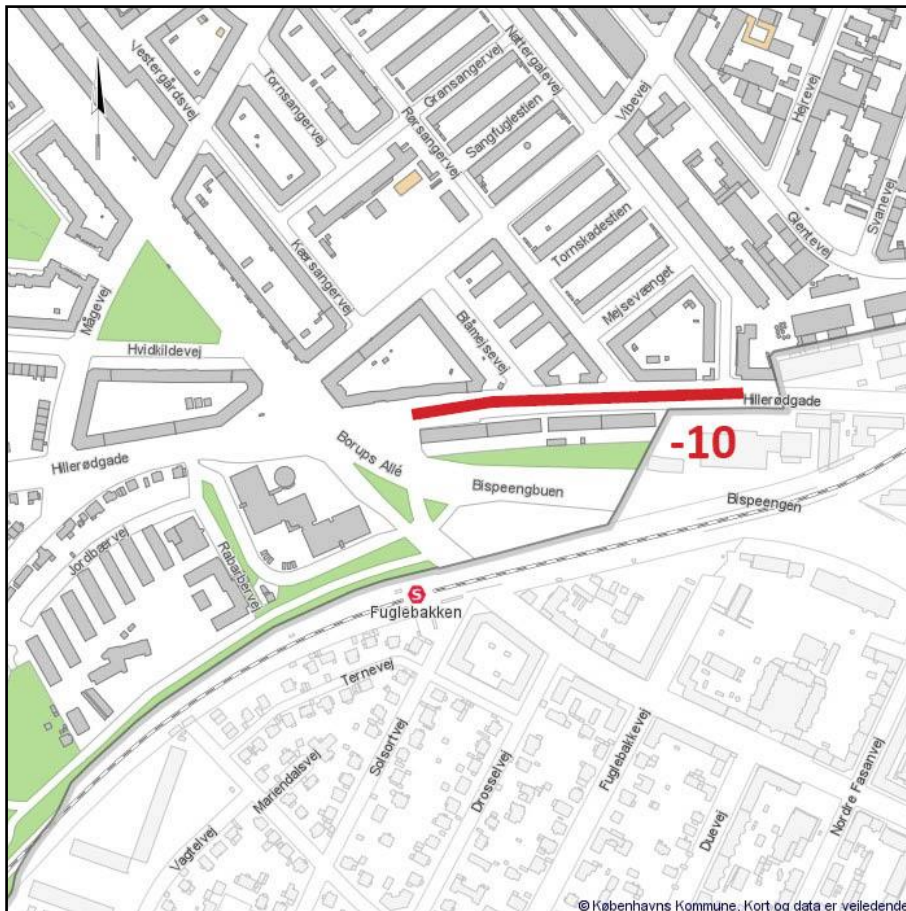 Vestergårdsvej
Tornsangervej
Gransangervej
Nattergalevej
Rørsangervej
Sangfuglestien
Vibevej
Hejrevej
Svanevej
Glentevej
Tornskadestien
Kærsangervej
Mågevej
Mejsevænget
Blåmejsevej
Hvidkildevej
Hillerødgade
-10
Borups Allé
Hillerødgade
Bispeengbuen
Bispeengen
Jordbærvej
Rabarbervej
S
Fuglebakken
Ternevej
Solsortvej
Mariendalsvej
Drosselvej
Fuglebakkevej
Vagtelvej
Duevej
Nordre Fasanvej
© Københavns Kommune, Kort og data er vejledende